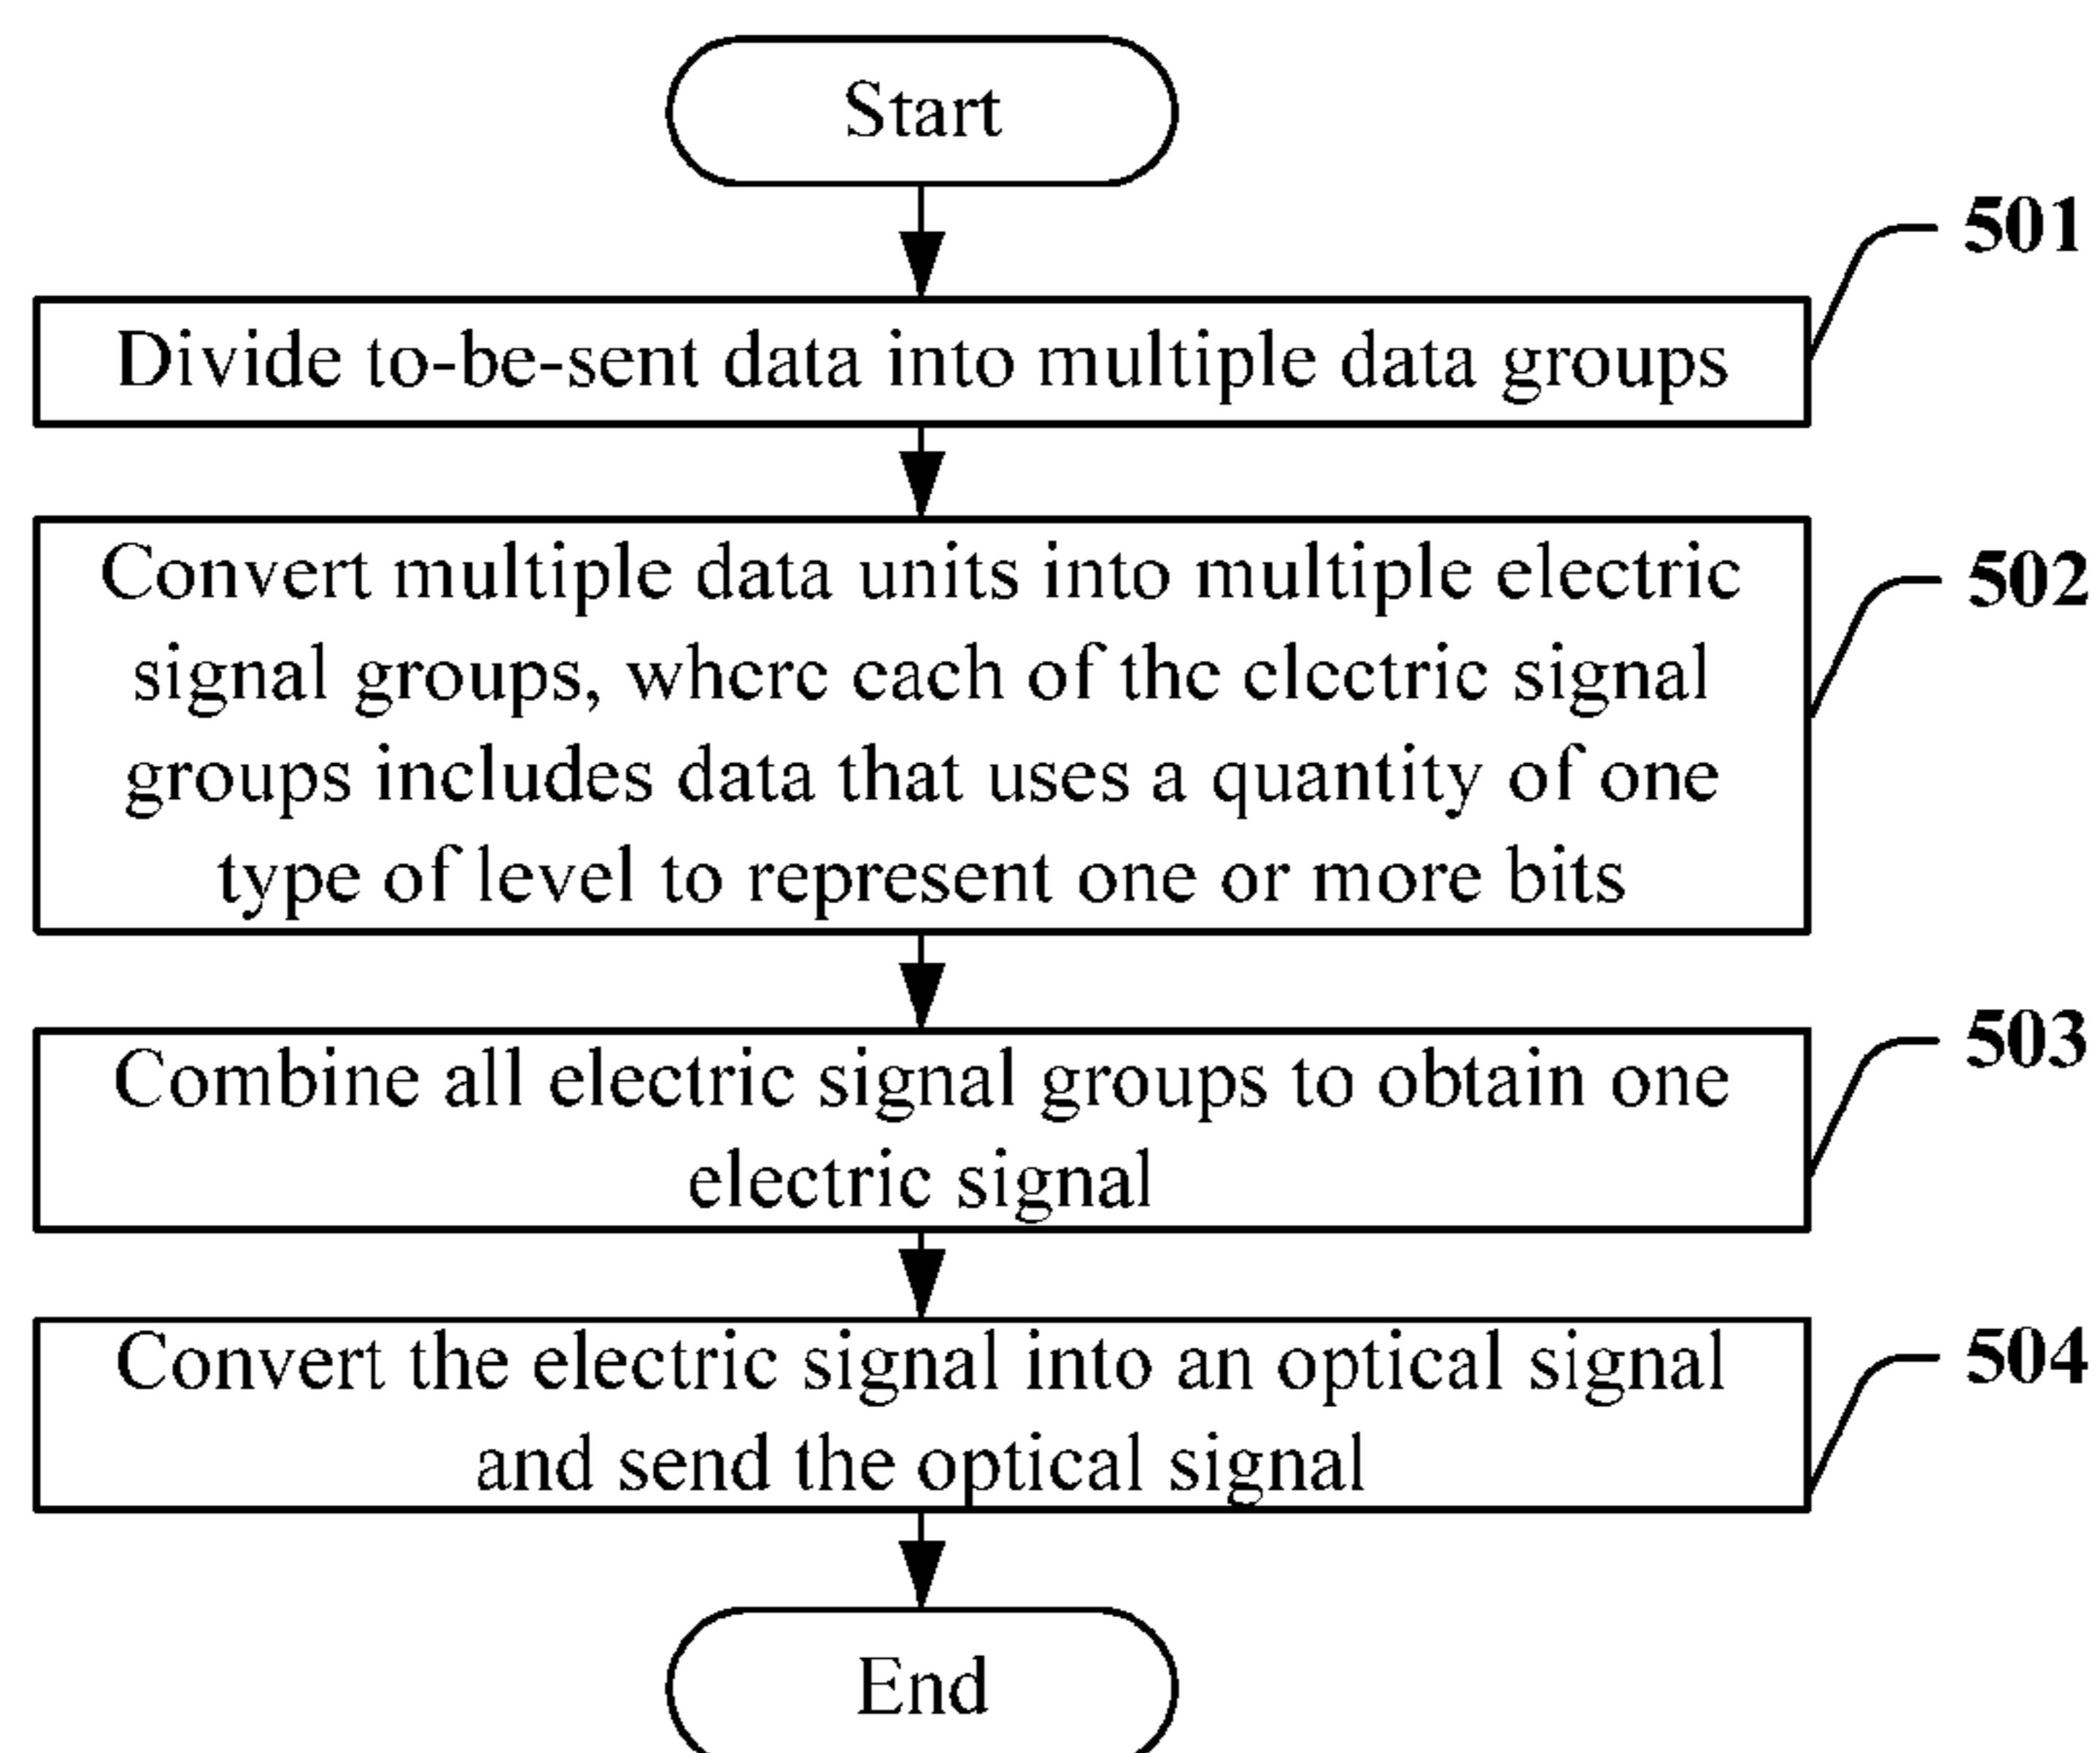 Start
501
Divide to-be-sent data into multiple data groups
502
Convert multiple data units into multiple electric
signal groups, where each of the electric signal
groups includes data that uses a quantity of one
type of level to represent one or more bits
503
Combine all electric signal groups to obtain one
electric signal
504
Convert the electric signal into an optical signal
and send the optical signal
End